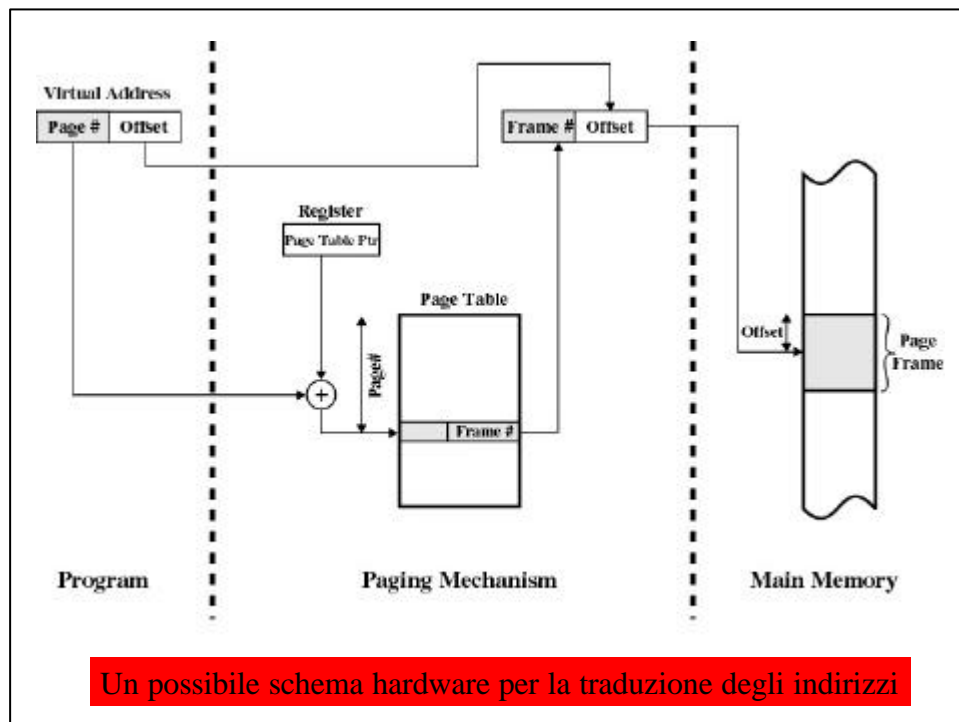 Virtual Address
Page # Offset
Frame # Offset
Register
Page Table Ptr
Page Table
Page#
Frame #
Offset
Page
Frame
Program
Paging Mechanism
Main Memory
Un possibile schema hardware per la traduzione degli indirizzi